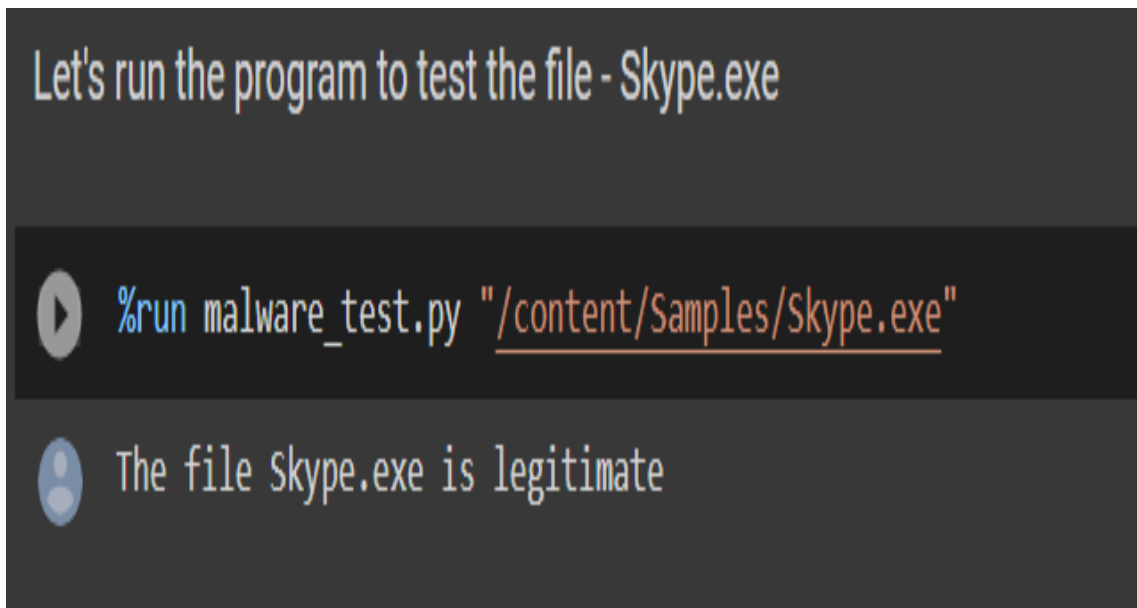 Let's run the program to test the file - Skype.exe
%run malware_test.py "/content/Samples/Skype.exe"
The file Skype.exe is legitimate